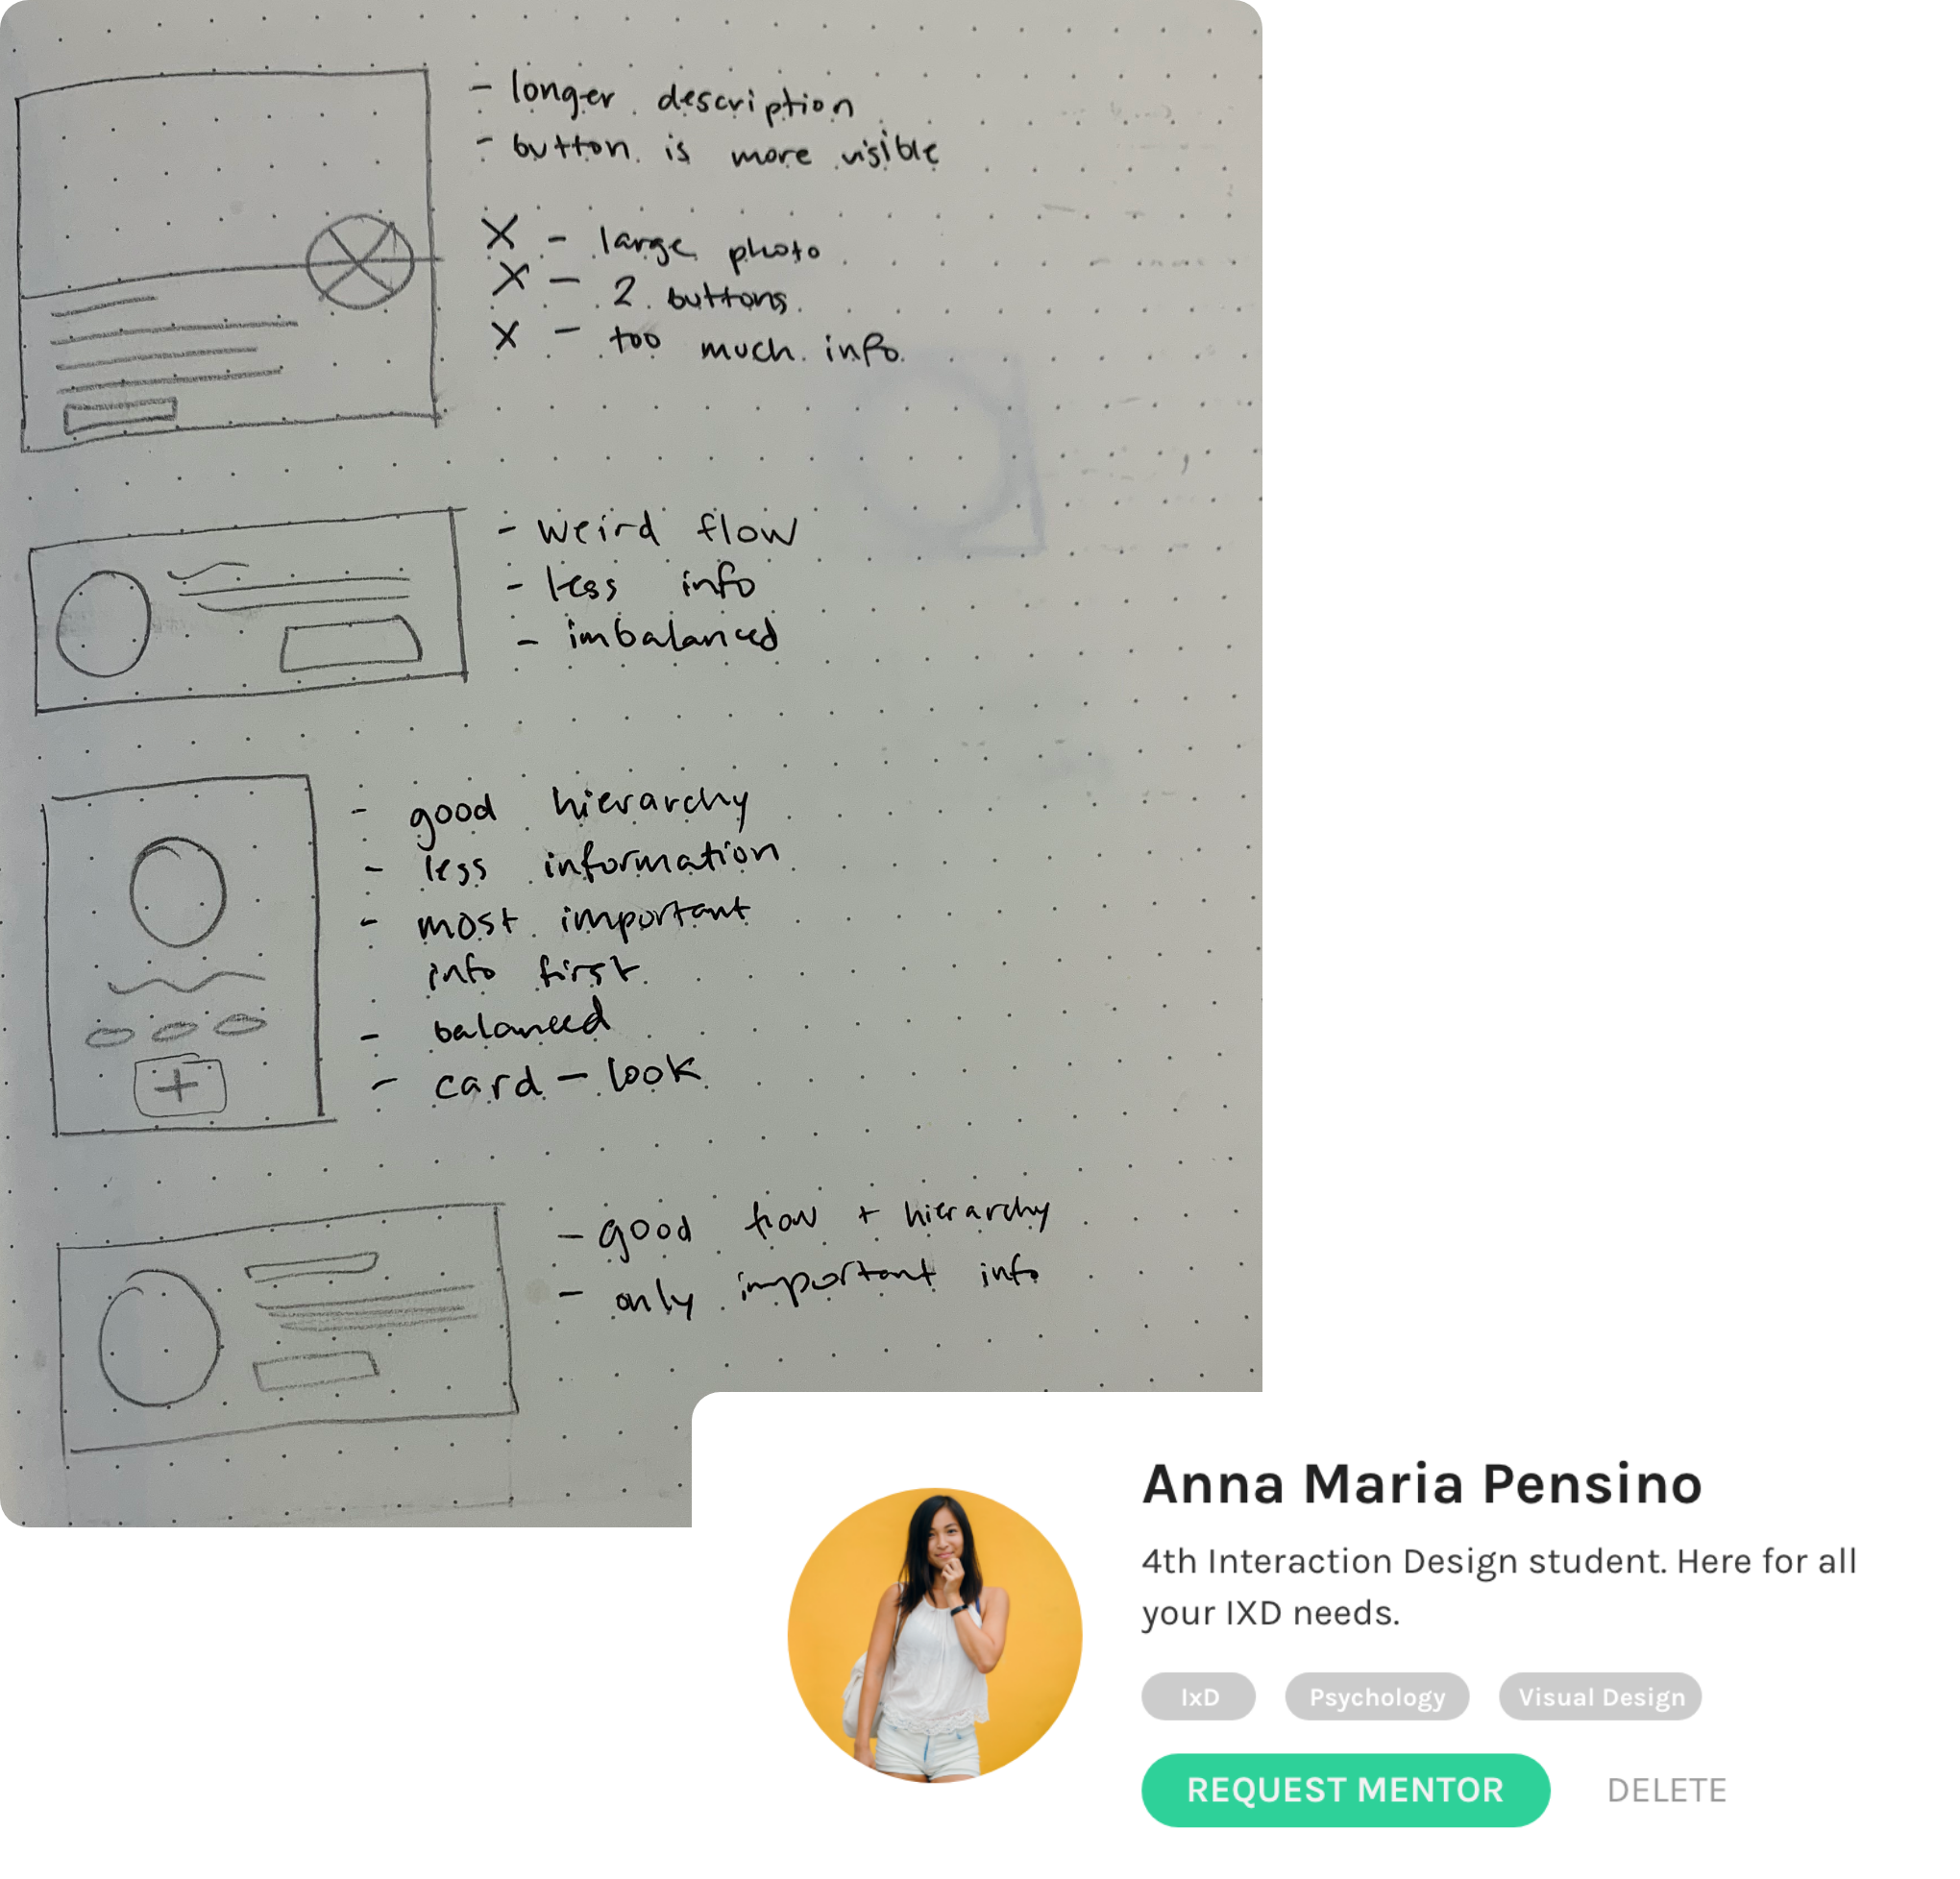 - longer description
- button is more visible
X - large photo
X - 2 buttons
X - too much info
- weird flow
- less info
- imbalanced
- good hierarchy
- less information
- most important
info first
- balanced
- card-look
- good flow + hierarchy
- only important info
Anna Maria Pensino
4th Interaction Design student. Here for all
your IXD needs.
IxD Psychology Visual Design
REQUEST MENTOR DELETE